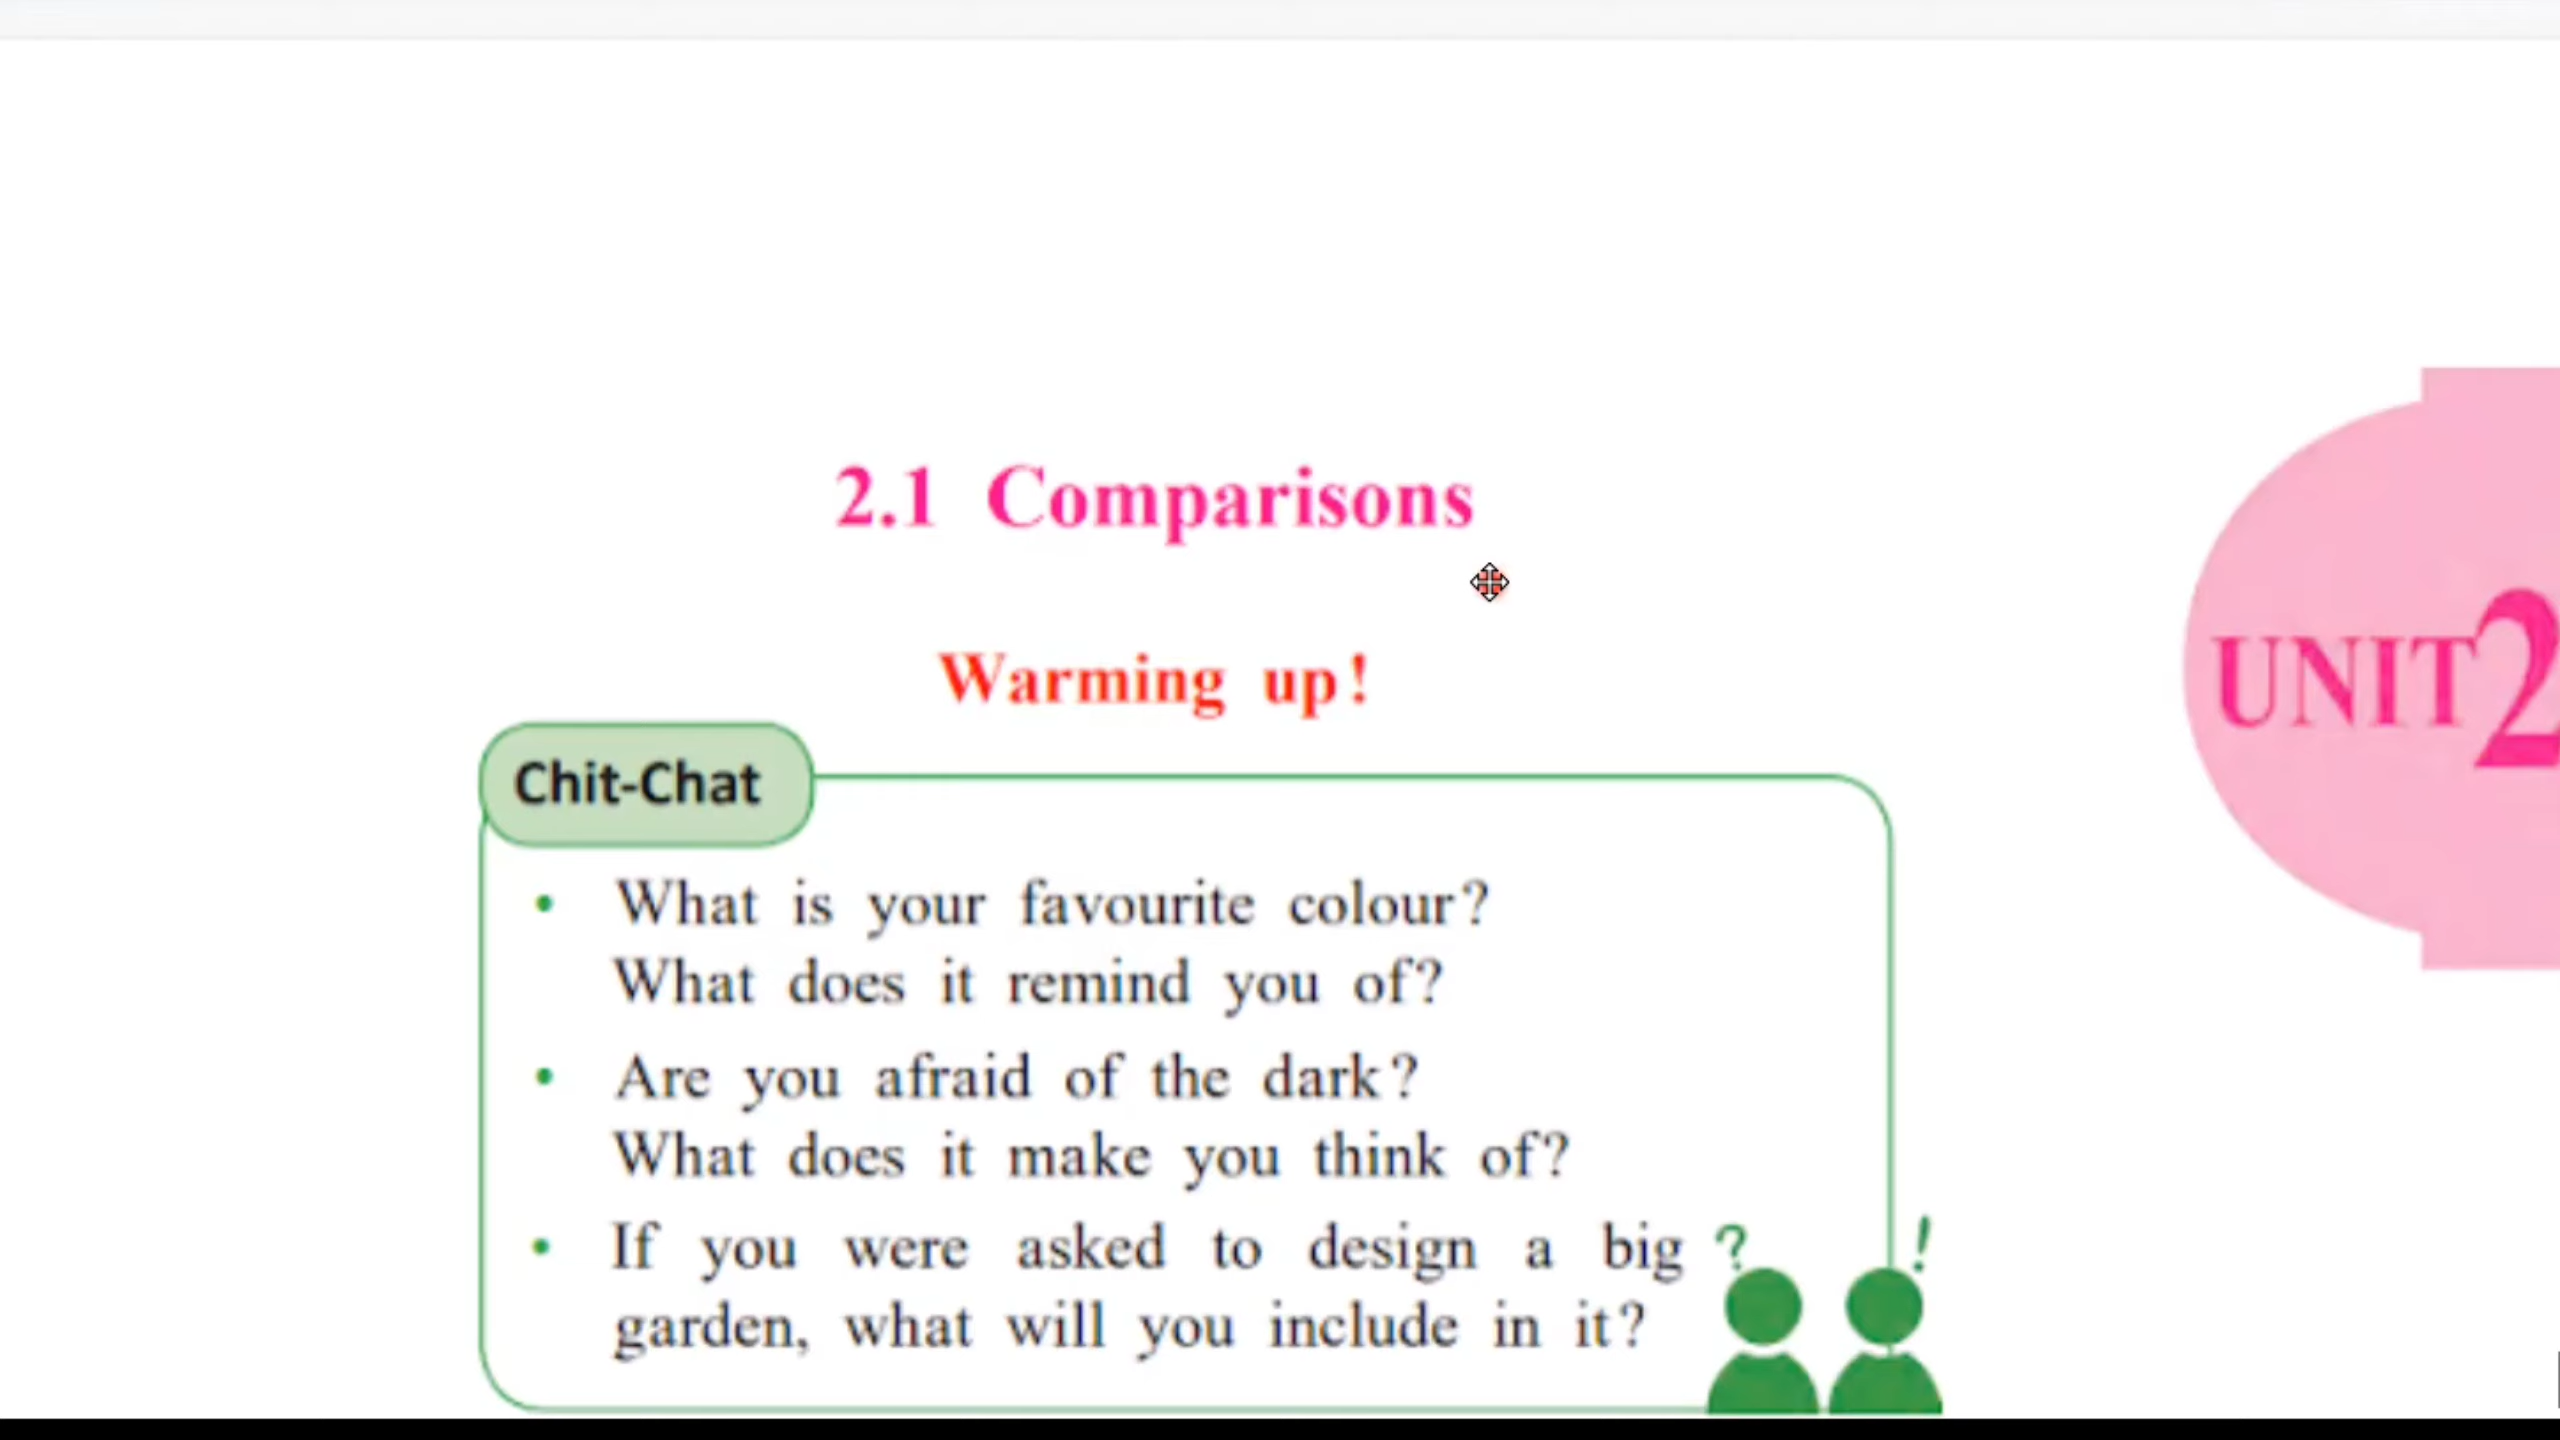 2.1 Comparisons
UNIT 2
Warming up!
Chit-Chat
• What is your favourite colour?
What does it remind you of?
• Are you afraid of the dark?
What does it make you think of?
• If you were asked to design a big
garden, what will you include in it?
? !